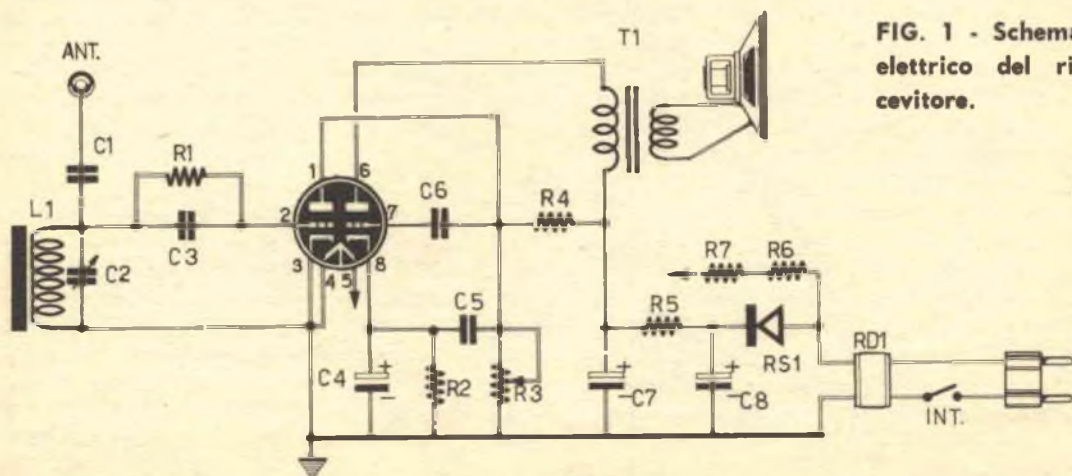 FIG. 1 - Schema
elettrico del ri-
cevitore.
ANT.
T1
C1
R1
1
6
L1
C2
C3
2
7
C6
R4
3
4
5
8
C5
R7
R6
R5
RS1
RD1
C4
+
-
R2
R3
+
-
C7
+
-
C8
INT.